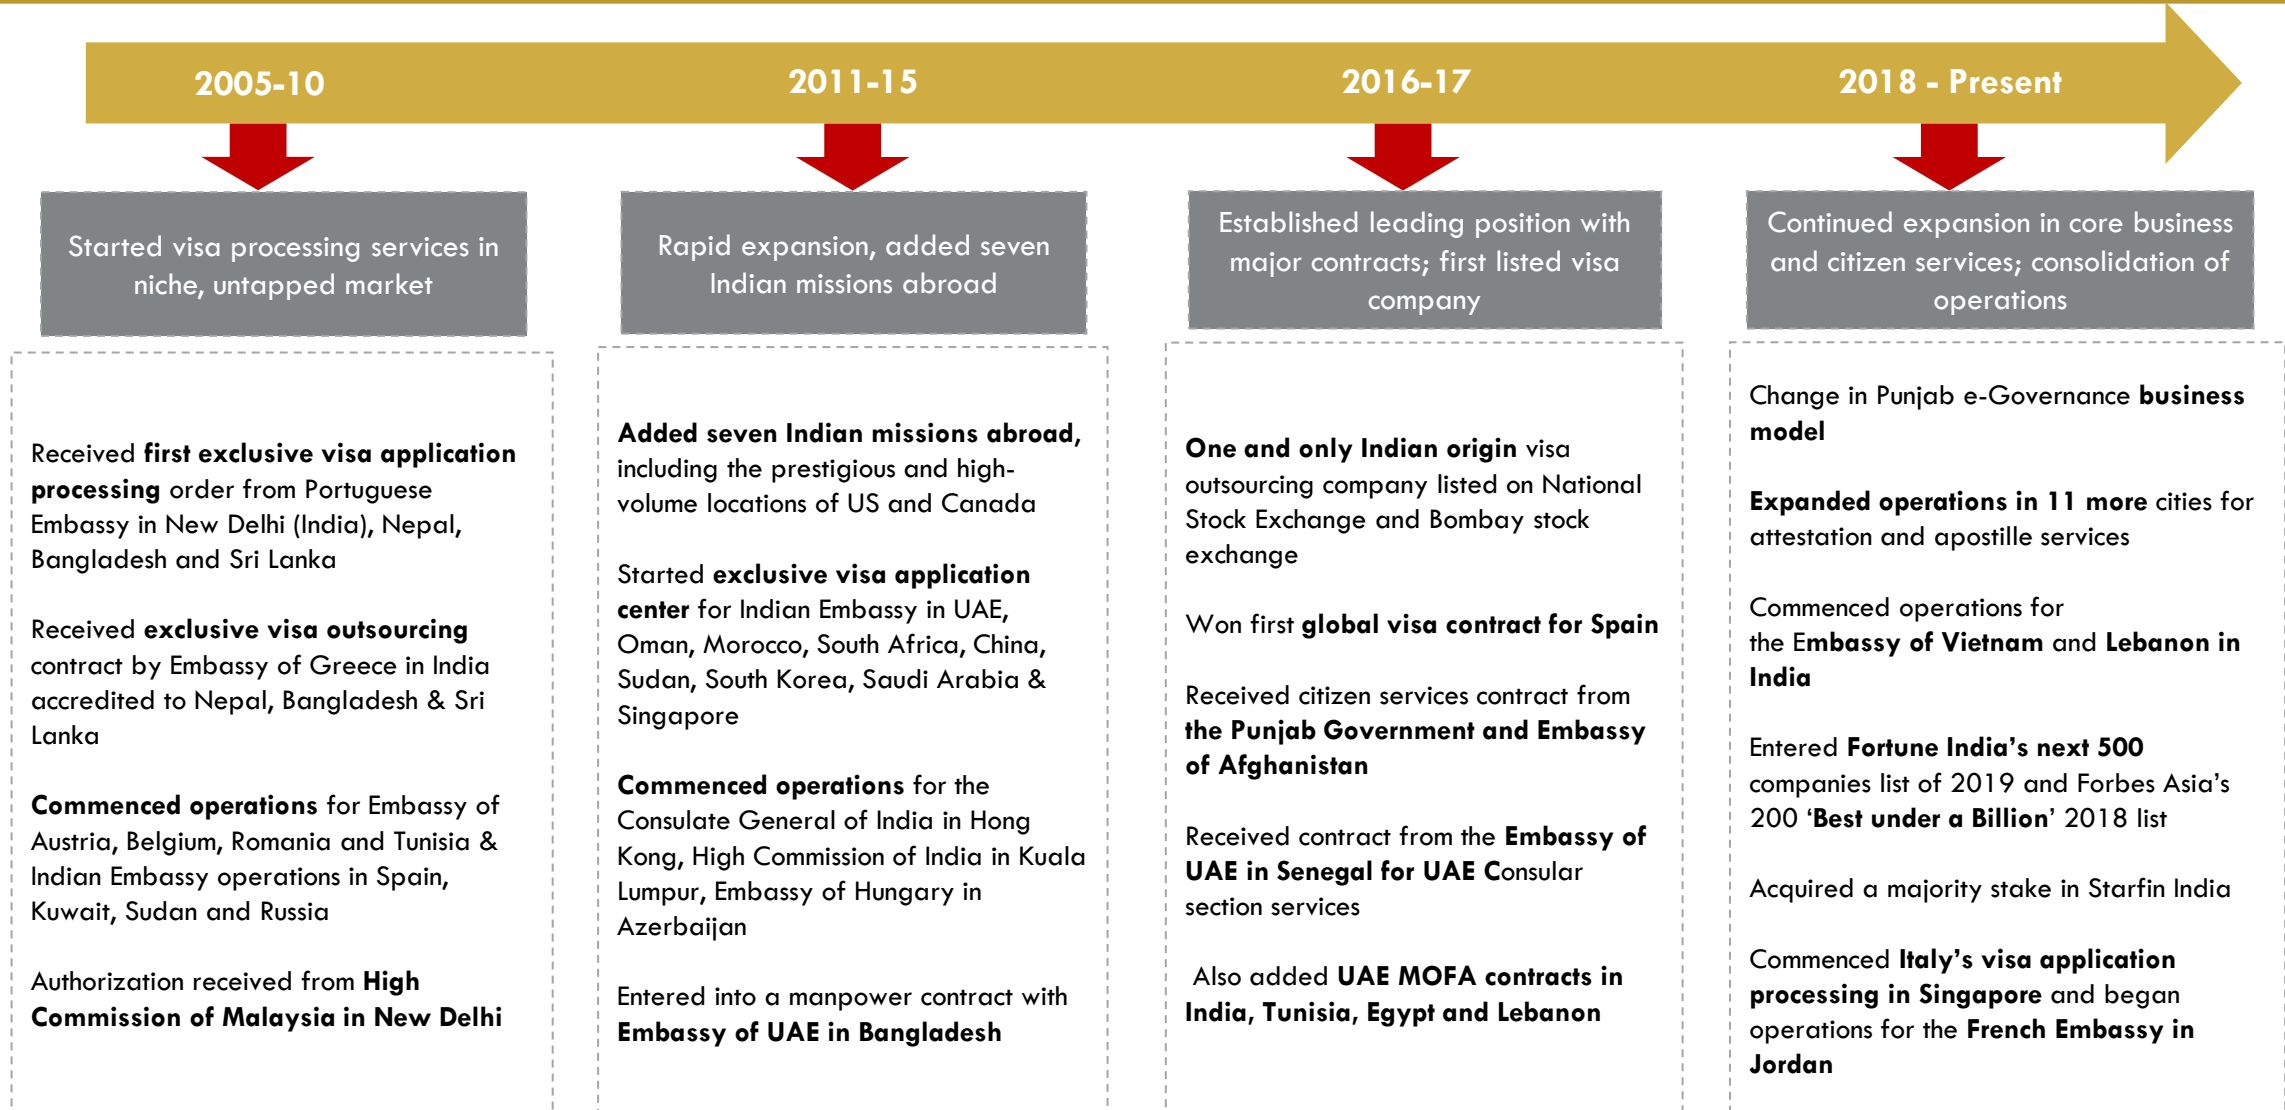 2005-10
2011-15
2016-17
2018 - Present
Started visa processing services in
niche, untapped market
Rapid expansion, added seven
Indian missions abroad
Established leading position with
major contracts; first listed visa
company
Continued expansion in core business
and citizen services; consolidation of
operations
Received first exclusive visa application
processing order from Portuguese
Embassy in New Delhi (India), Nepal,
Bangladesh and Sri Lanka
Received exclusive visa outsourcing
contract by Embassy of Greece in India
accredited to Nepal, Bangladesh & Sri
Lanka
Commenced operations for Embassy of
Austria, Belgium, Romania and Tunisia &
Indian Embassy operations in Spain,
Kuwait, Sudan and Russia
Authorization received from High
Commission of Malaysia in New Delhi
Added seven Indian missions abroad,
including the prestigious and high-
volume locations of US and Canada
Started exclusive visa application
center for Indian Embassy in UAE,
Oman, Morocco, South Africa, China,
Sudan, South Korea, Saudi Arabia &
Singapore
Commenced operations for the
Consulate General of India in Hong
Kong, High Commission of India in Kuala
Lumpur, Embassy of Hungary in
Azerbaijan
Entered into a manpower contract with
Embassy of UAE in Bangladesh
One and only Indian origin visa
outsourcing company listed on National
Stock Exchange and Bombay stock
exchange
Won first global visa contract for Spain
Received citizen services contract from
the Punjab Government and Embassy
of Afghanistan
Received contract from the Embassy of
UAE in Senegal for UAE Consular
section services
Also added UAE MOFA contracts in
India, Tunisia, Egypt and Lebanon
Change in Punjab e-Governance business
model
Expanded operations in 11 more cities for
attestation and apostille services
Commenced operations for
the Embassy of Vietnam and Lebanon in
India
Entered Fortune India’s next 500
companies list of 2019 and Forbes Asia’s
200 ‘Best under a Billion’ 2018 list
Acquired a majority stake in Starfin India
Commenced Italy’s visa application
processing in Singapore and began
operations for the French Embassy in
Jordan